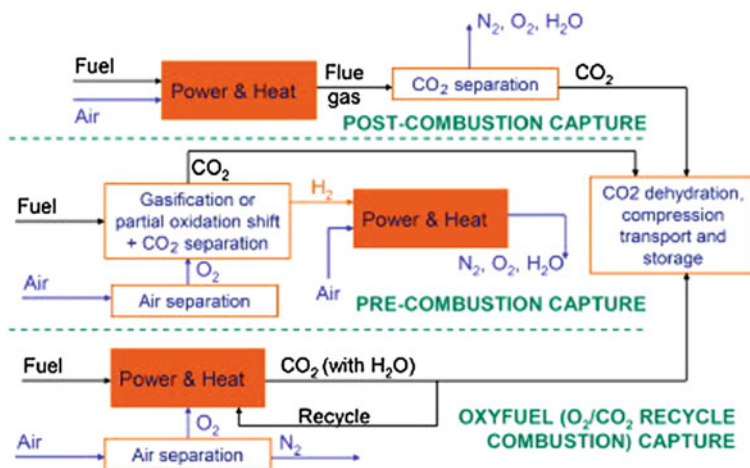 N₂, O₂, H₂O
Fuel
Air
Power & Heat
Flue
gas
CO₂ separation
CO₂
POST-COMBUSTION CAPTURE
CO₂
Fuel
Gasification or
partial oxidation shift
+ CO₂ separation
H₂
Power & Heat
CO2 dehydration,
compression
transport and
storage
Air
O₂
Air separation
Air
N₂, O₂, H₂O
PRE-COMBUSTION CAPTURE
Fuel
Power & Heat
CO₂ (with H₂O)
Recycle
O₂
Air
Air separation
N₂
OXYFUEL (O₂/CO₂ RECYCLE
COMBUSTION) CAPTURE